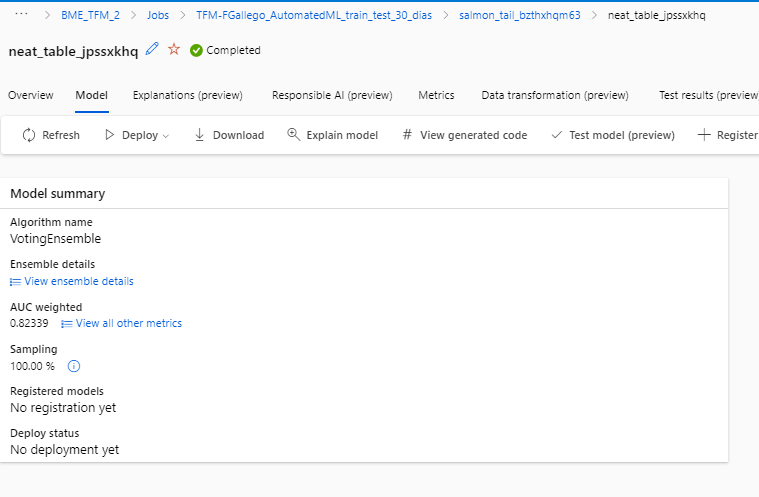 ··· > BME_TFM_2 > Jobs > TFM-FGallego_AutomatedML_train_test_30_dias > salmon_tail_bzthxhqm63 > neat_table_jpssxkhq
neat_table_jpssxkhq Completed
Overview Model Explanations (preview) Responsible AI (preview) Metrics Data transformation (preview) Test results (preview
Refresh Deploy Download Explain model # View generated code Test model (preview) Register
Model summary
Algorithm name
VotingEnsemble
Ensemble details
View ensemble details
AUC weighted
0.82339 View all other metrics
Sampling
100.00 %
Registered models
No registration yet
Deploy status
No deployment yet